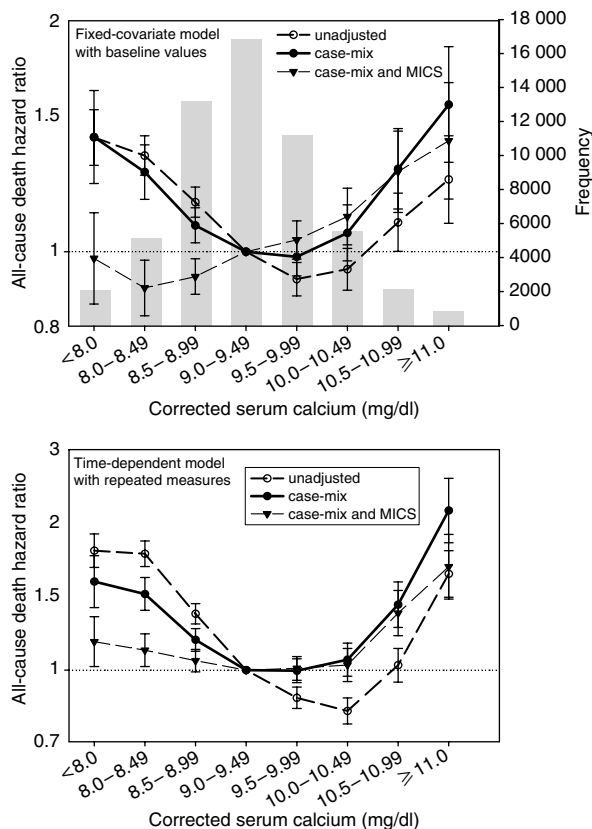 2
1.5
1
0.8
All-cause death hazard ratio
Fixed-covariate model
with baseline values
unadjusted
case-mix
case-mix and MICS
18 000
16 000
14 000
12 000
10 000
8000
6000
4000
2000
0
Frequency
<8.0
8.0–8.49
8.5–8.99
9.0–9.49
9.5–9.99
10.0–10.49
10.5–10.99
⩾11.0
Corrected serum calcium (mg/dl)
3
2
1.5
1
0.7
All-cause death hazard ratio
Time-dependent model
with repeated measures
unadjusted
case-mix
case-mix and MICS
<8.0
8.0–8.49
8.5–8.99
9.0–9.49
9.5–9.99
10.0–10.49
10.5–10.99
⩾11.0
Corrected serum calcium (mg/dl)